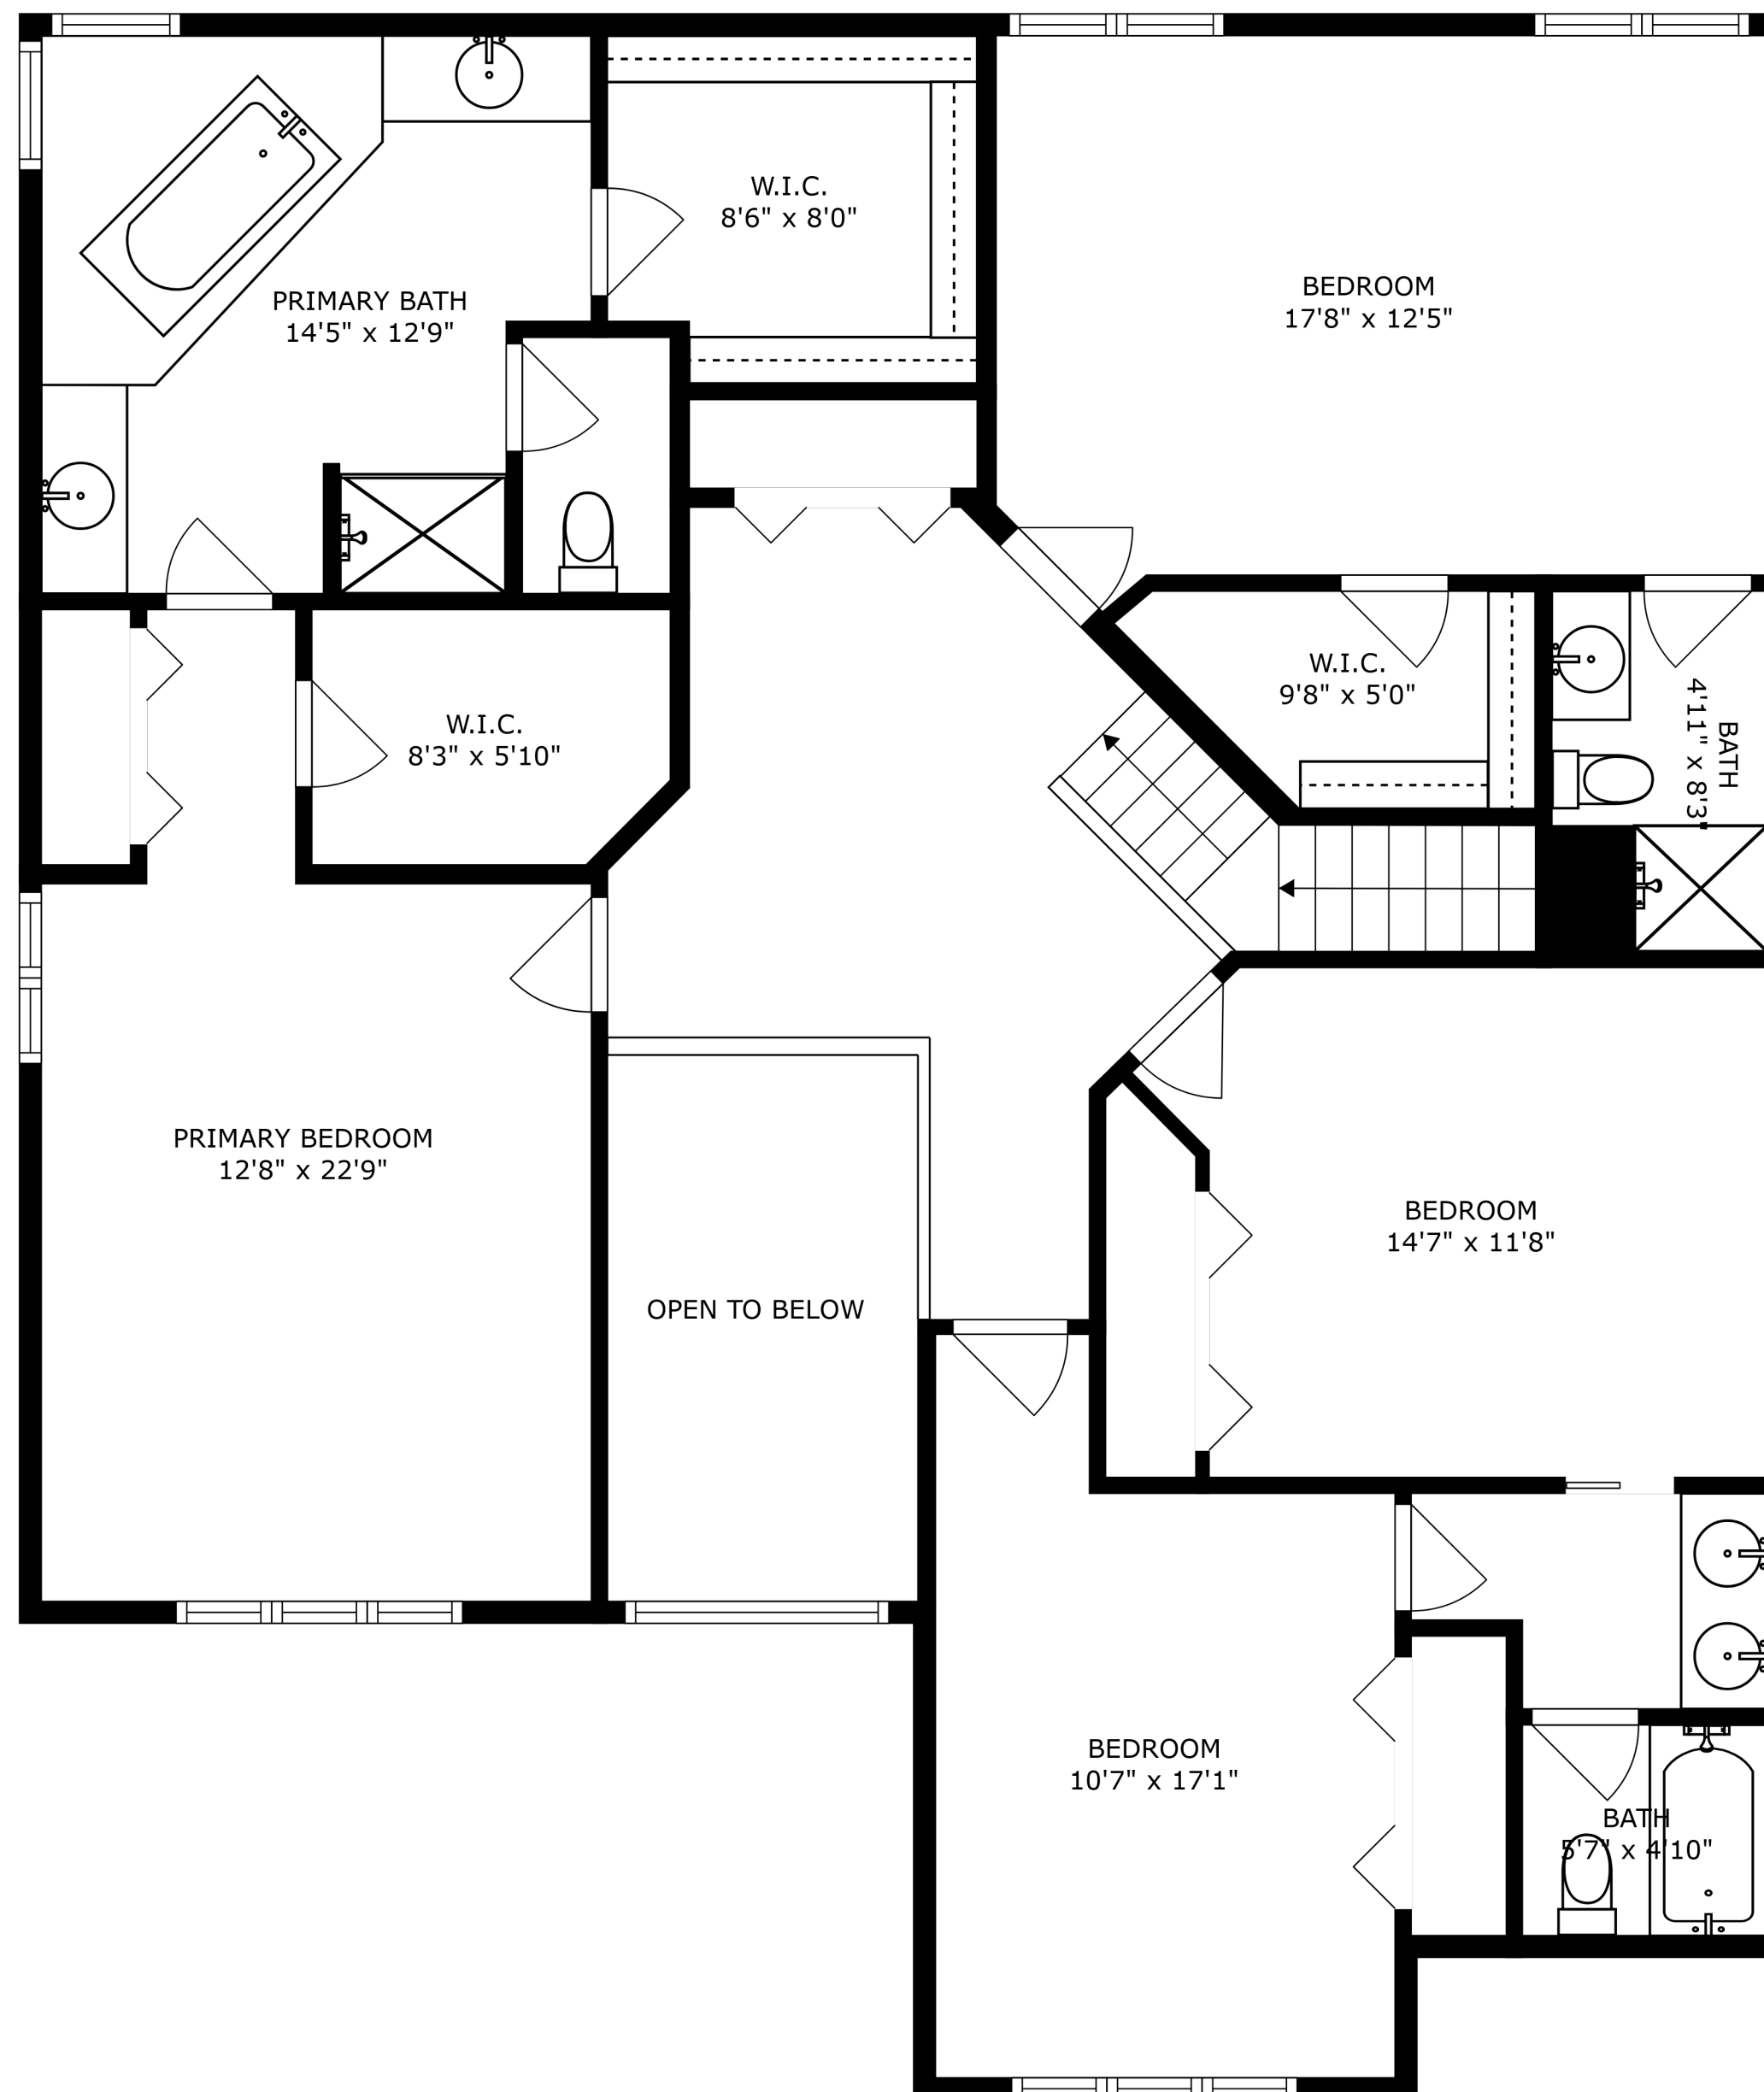 W.I.C.
8'6" x 8'0"
BEDROOM
17'8" x 12'5"
PRIMARY BATH
14'5" x 12'9"
W.I.C.
9'8" x 5'0"
BATH
4'11" x 8'3"
W.I.C.
8'3" x 5'10"
PRIMARY BEDROOM
12'8" x 22'9"
BEDROOM
14'7" x 11'8"
OPEN TO BELOW
BEDROOM
10'7" x 17'1"
BATH
5'7" x 4'10"